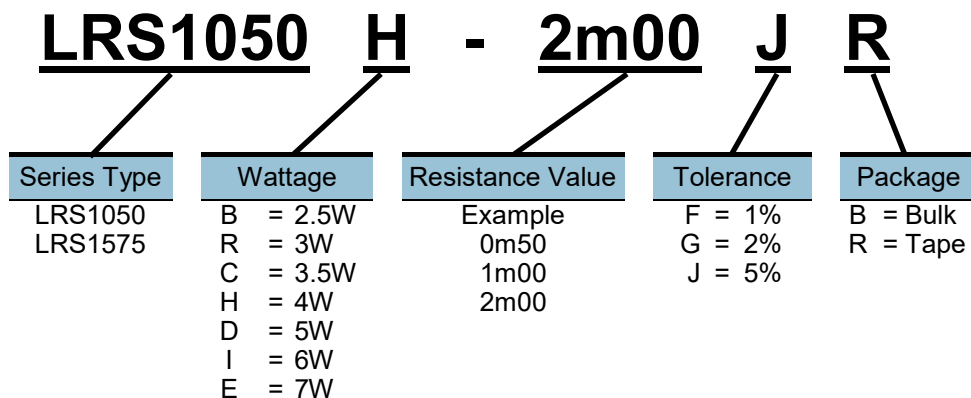 LRS1050 H - 2m00 J R
Series Type Wattage Resistance Value Tolerance Package
LRS1050 B = 2.5W Example F = 1% B = Bulk
LRS1575 R = 3W 0m50 G = 2% R = Tape
C = 3.5W 1m00 J = 5%
H = 4W 2m00
D = 5W
I = 6W
E = 7W